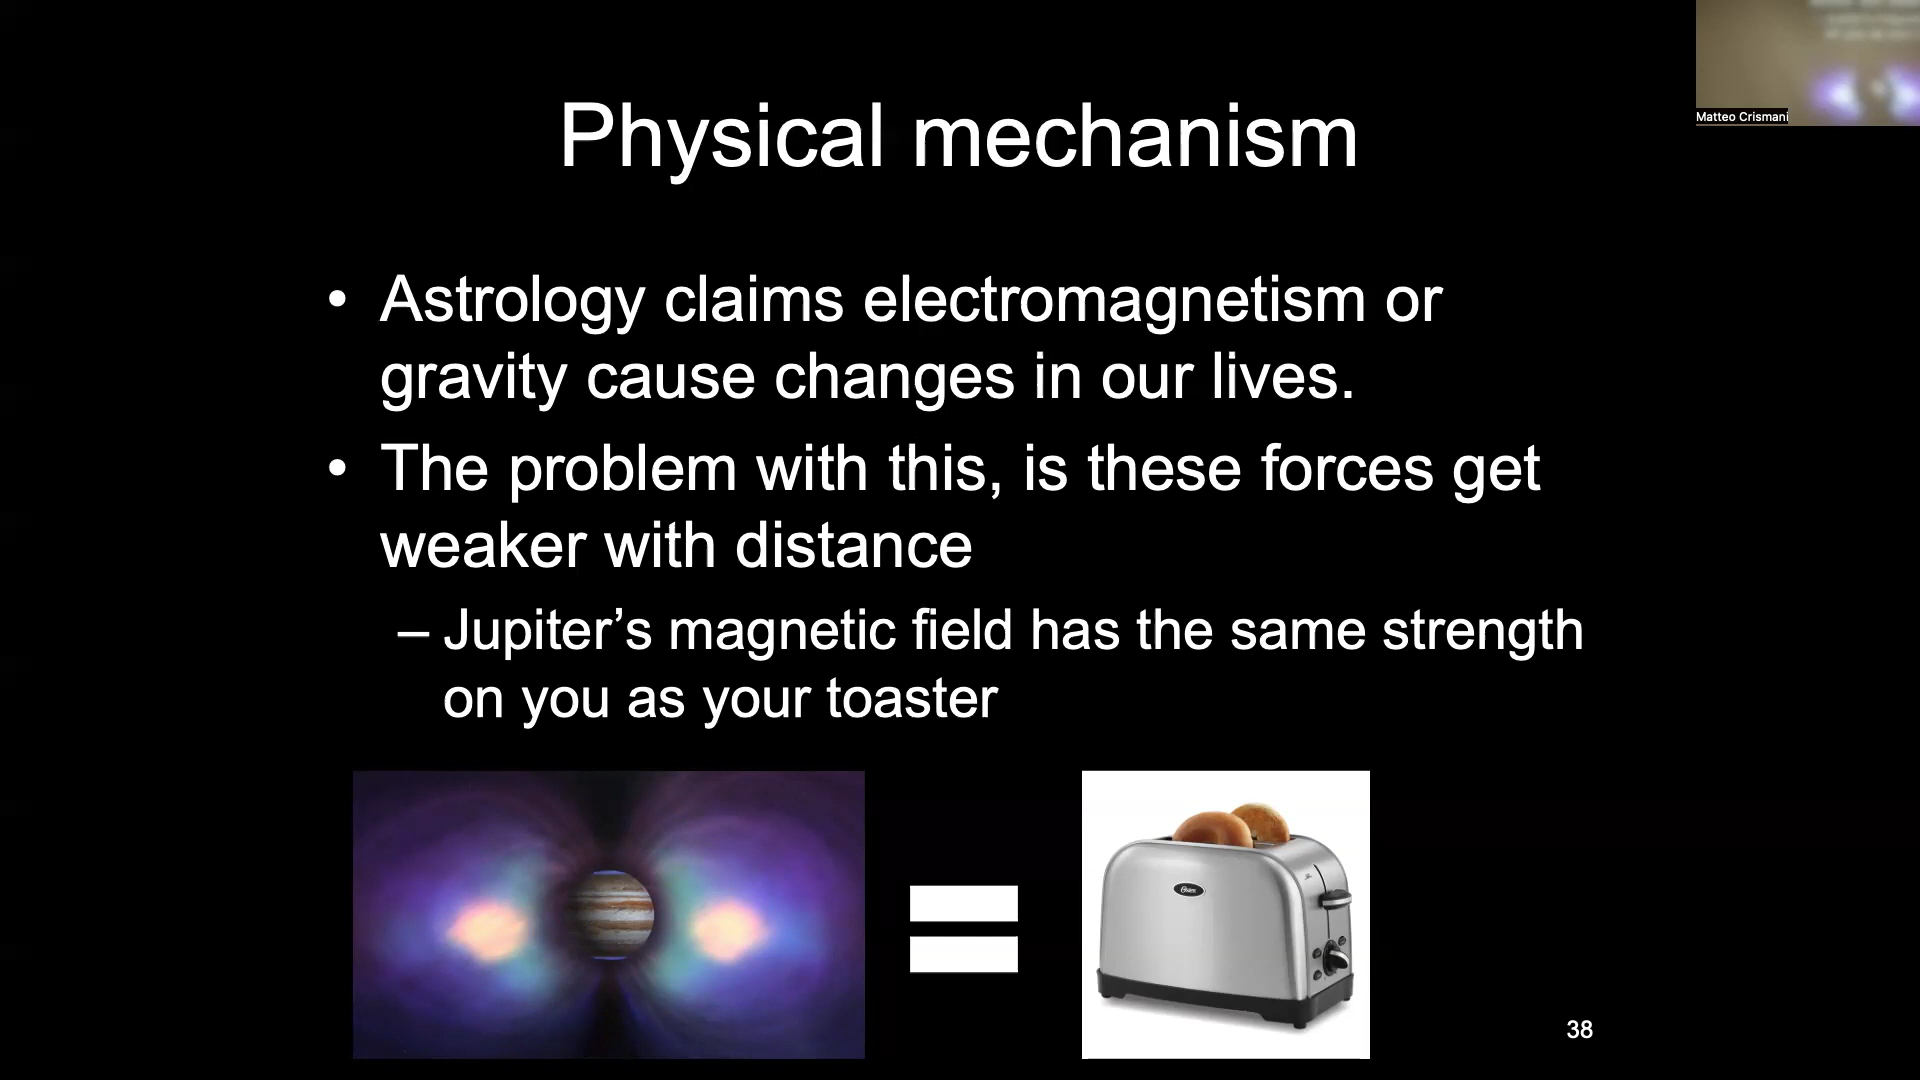 Matteo Crismani
Physical mechanism
• Astrology claims electromagnetism or
gravity cause changes in our lives.
• The problem with this, is these forces get
weaker with distance
– Jupiter’s magnetic field has the same strength
on you as your toaster
Oster
38